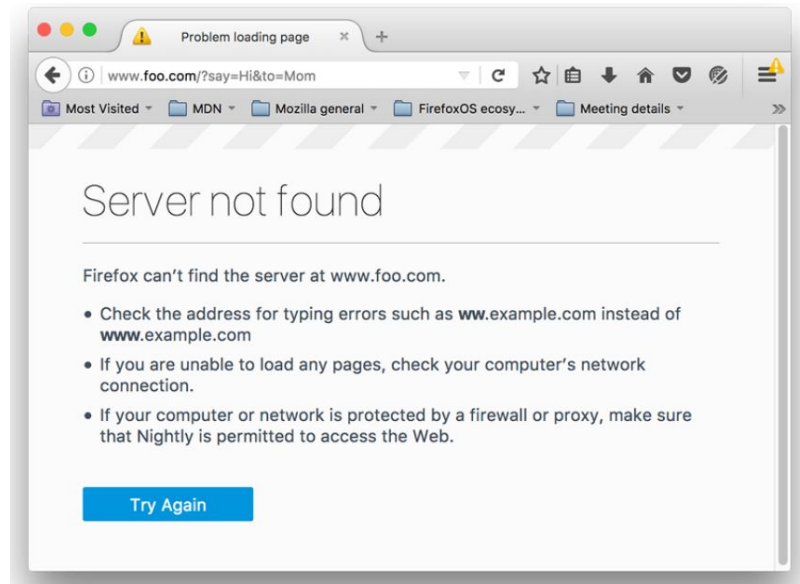 Problem loading page
www.foo.com/?say=Hi&to=Mom
Most Visited MDN Mozilla general FirefoxOS ecosy... Meeting details
Server not found
Firefox can't find the server at www.foo.com.
• Check the address for typing errors such as ww.example.com instead of
www.example.com
• If you are unable to load any pages, check your computer's network
connection.
• If your computer or network is protected by a firewall or proxy, make sure
that Nightly is permitted to access the Web.
Try Again